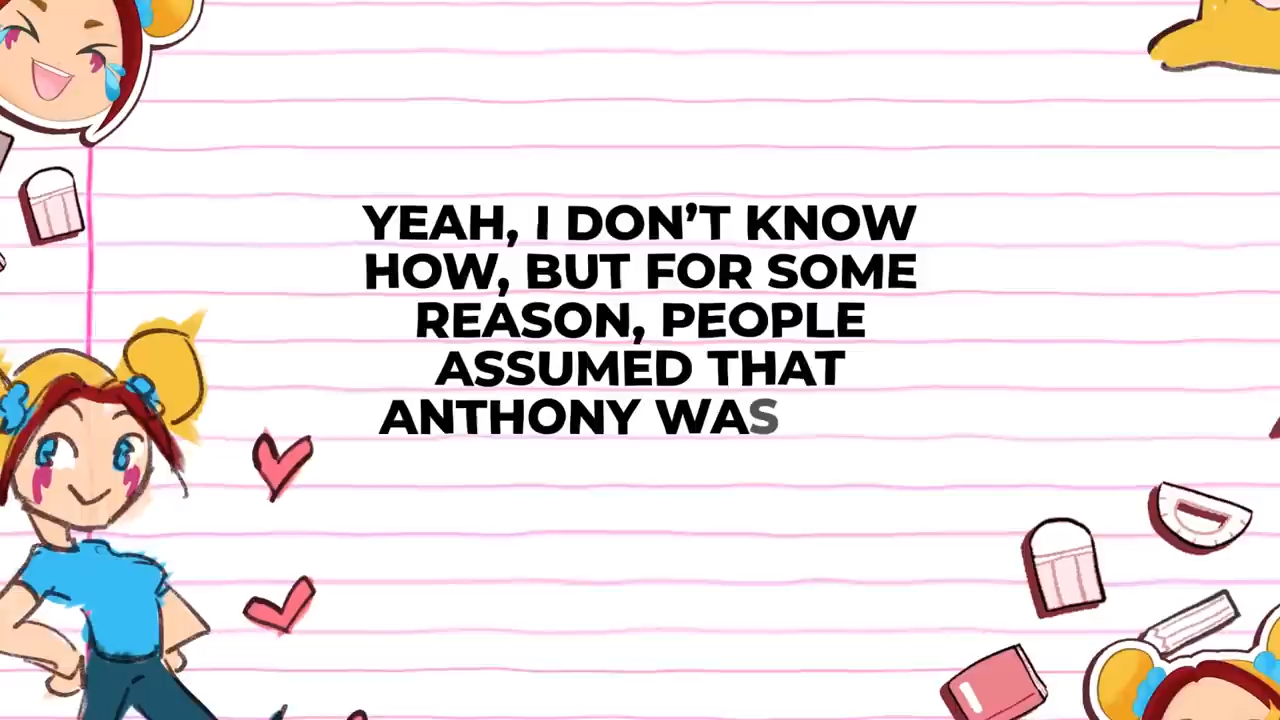 YEAH, I DON’T KNOW
HOW, BUT FOR SOME
REASON, PEOPLE
ASSUMED THAT
ANTHONY WAS